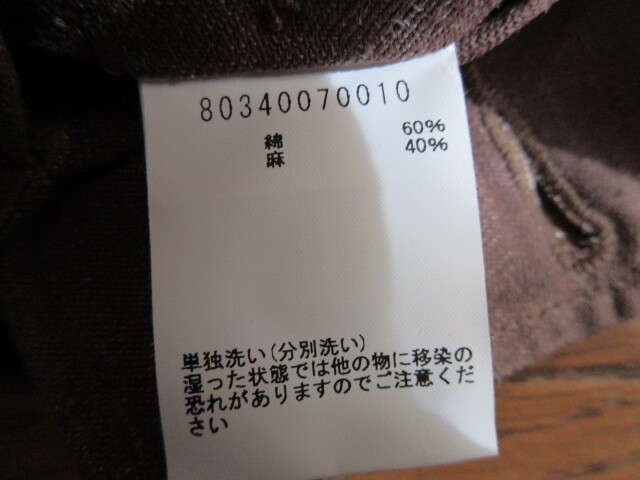 80340070010
綿 60%
麻 40%
単独洗い(分別洗い)
湿った状態では他の物に移染の
恐れがありますのでご注意くだ
さい